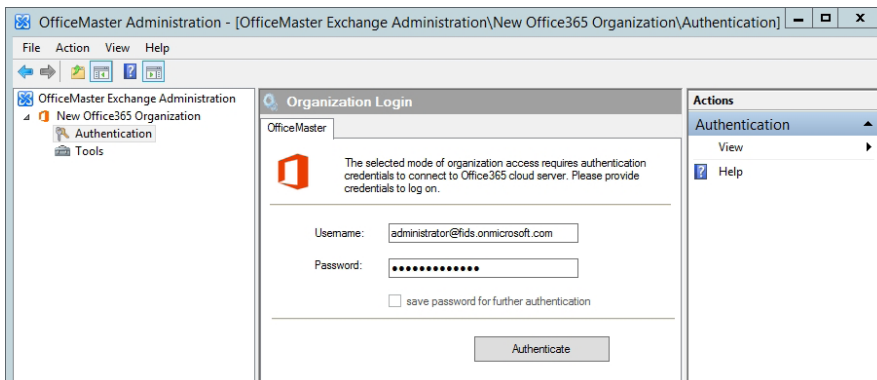 OfficeMaster Administration - [OfficeMaster Exchange Administration\New Office365 Organization\Authentication]
File Action View Help
OfficeMaster Exchange Administration
New Office365 Organization
Authentication
Tools
Organization Login
OfficeMaster
The selected mode of organization access requires authentication
credentials to connect to Office365 cloud server. Please provide
credentials to log on.
Username: administrator@fids.onmicrosoft.com
Password: •••••••••••••
save password for further authentication
Authenticate
Actions
Authentication
View
Help